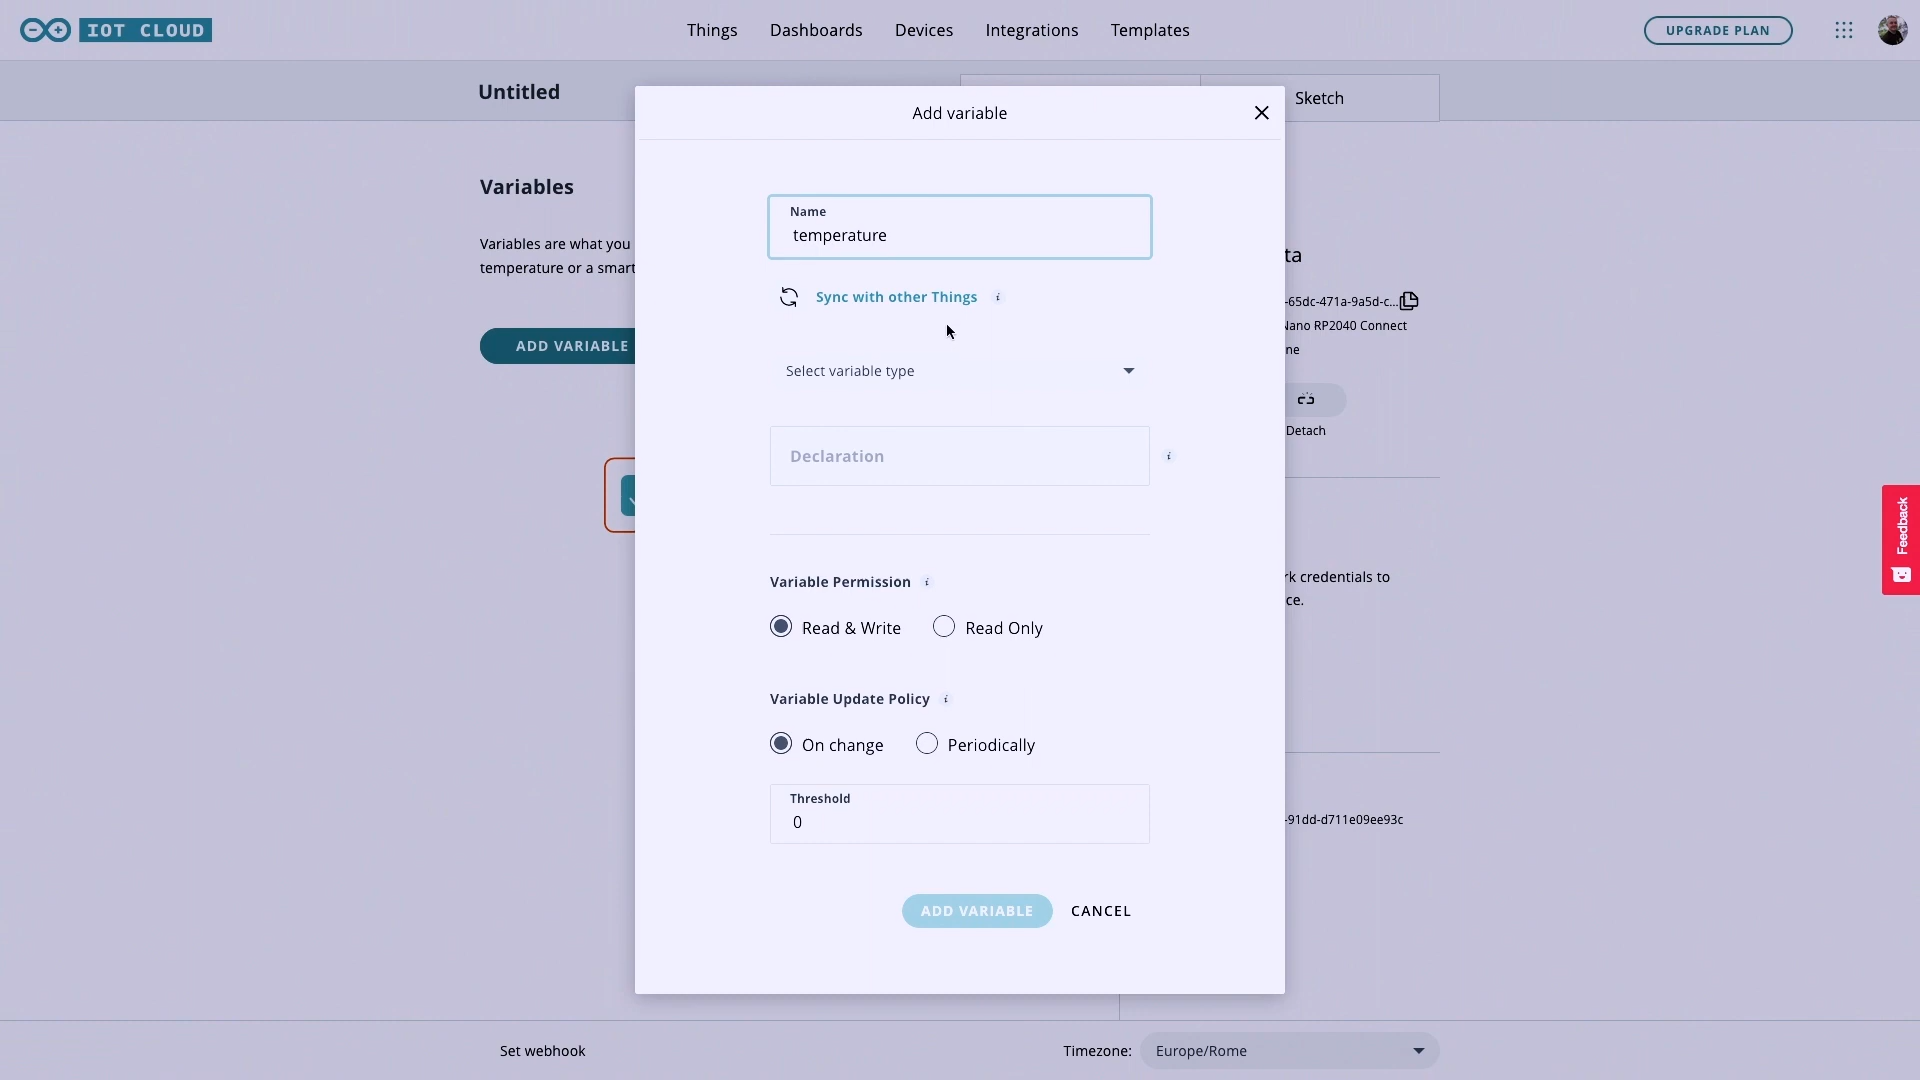 IOT CLOUD
Things
Dashboards
Devices
Integrations
Templates
UPGRADE PLAN
Untitled
Sketch
Add variable
Variables
Variables are what you
temperature or a smart
ADD VARIABLE
Name
temperature
Sync with other Things
i
Select variable type
Declaration
i
Variable Permission
i
Read & Write
Read Only
Variable Update Policy
i
On change
Periodically
Threshold
0
ADD VARIABLE
CANCEL
ta
-65dc-471a-9a5d-c...
Nano RP2040 Connect
ne
Detach
rk credentials to
ce.
-91dd-d711e09ee93c
Feedback
Set webhook
Timezone:
Europe/Rome